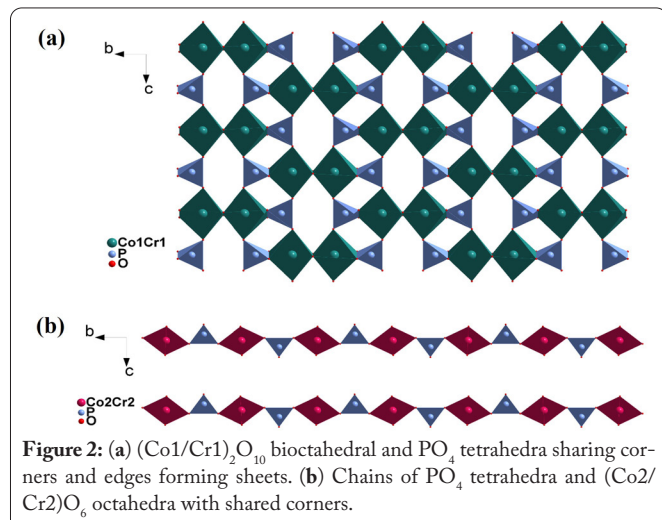 (a)
b
c
Co1Cr1
P
O
(b)
b
c
Co2Cr2
P
O
Figure 2: (a) (Co1/Cr1)₂O₁₀ bioctahedral and PO₄ tetrahedra sharing cor-
ners and edges forming sheets. (b) Chains of PO₄ tetrahedra and (Co2/
Cr2)O₆ octahedra with shared corners.